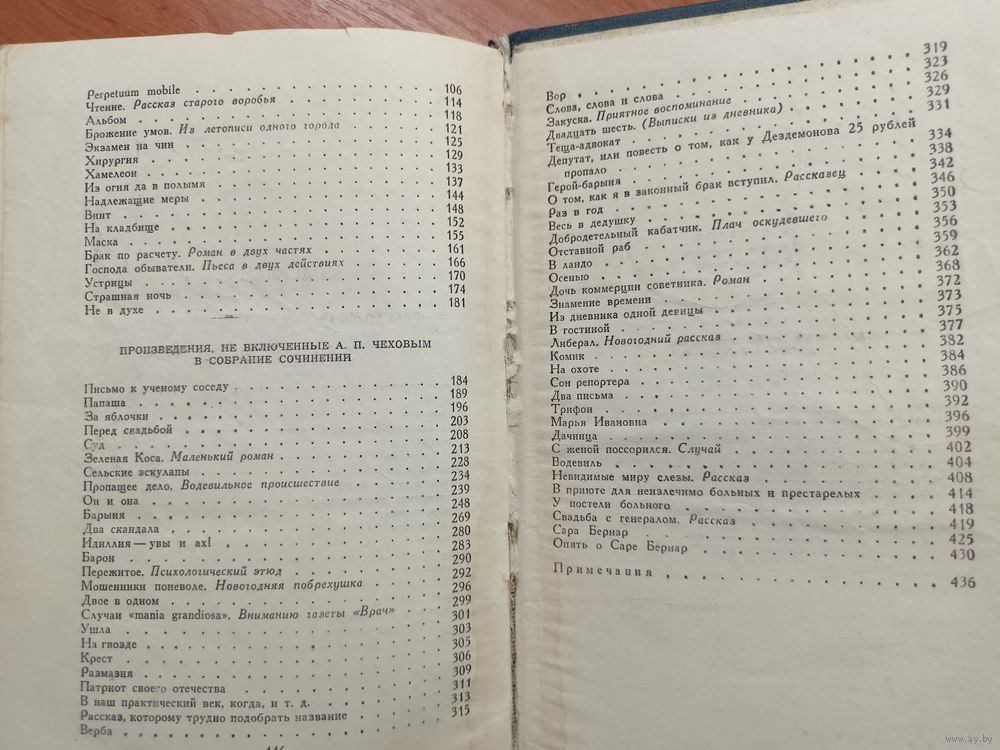 Perpetuum mobile . . . 106
Чтение. Рассказ старого воробья . . . 114
Альбом . . . 118
Брожение умов. Из летописи одного города . . . 121
Экзамен на чин . . . 125
Хирургия . . . 129
Хамелеон . . . 133
Из огня да в полымя . . . 137
Надлежащие меры . . . 144
Винт . . . 148
На кладбище . . . 152
Маска . . . 155
Брак по расчету. Роман в двух частях . . . 161
Господа обыватели. Пьеса в двух действиях . . . 166
Устрицы . . . 170
Страшная ночь . . . 174
Не в духе . . . 181
ПРОИЗВЕДЕНИЯ, НЕ ВКЛЮЧЕННЫЕ А. П. ЧЕХОВЫМ
В СОБРАНИЕ СОЧИНЕНИЙ
Письмо к ученому соседу . . . 184
Папаша . . . 189
За яблочки . . . 196
Перед свадьбой . . . 203
Суд . . . 208
Зеленая Коса. Маленький роман . . . 213
Сельские эскулапы . . . 228
Пропащее дело. Водевильное происшествие . . . 234
Он и она . . . 239
Барыня . . . 248
Два скандала . . . 269
Идиллия — увы и ах! . . . 280
Барон . . . 283
Пережитое. Психологический этюд . . . 290
Мошенники поневоле. Новогодняя побрехушка . . . 292
Двое в одном . . . 296
Случаи «mania grandiosa». Вниманию газеты «Врач» . . . 299
Ушла . . . 301
На гвозде . . . 303
Крест . . . 305
Размазня . . . 306
Патриот своего отечества . . . 309
В наш практический век, когда, и т. д. . . . 311
Рассказ, которому трудно подобрать название . . . 313
Верба . . . 315
446
Вор . . . 319
Слова, слова и слова . . . 323
Закуска. Приятное воспоминание . . . 326
Двадцать шесть. (Выписки из дневника) . . . 329
Теща-адвокат . . . 331
Депутат, или повесть о том, как у Дездемонова 25 рублей
пропало . . . 334
Герой-барыня . . . 338
О том, как я в законный брак вступил. Рассказец . . . 342
Раз в год . . . 346
Весь в дедушку . . . 350
Добродетельный кабатчик. Плач оскудевшего . . . 353
Отставной раб . . . 356
В ландо . . . 359
Осенью . . . 362
Дочь коммерции советника. Роман . . . 368
Знамение времени . . . 372
Из дневника одной девицы . . . 373
В гостиной . . . 375
Либерал. Новогодний рассказ . . . 377
Комик . . . 382
На охоте . . . 384
Сон репортера . . . 386
Два письма . . . 390
Трифон . . . 392
Марья Ивановна . . . 396
Дачница . . . 399
С женой поссорился. Случай . . . 402
Водевиль . . . 404
Невидимые миру слезы. Рассказ . . . 408
В приюте для неизлечимо больных и престарелых . . . 414
У постели больного . . . 418
Свадьба с генералом. Рассказ . . . 419
Сара Бернар . . . 425
Опять о Саре Бернар . . . 430
Примечания . . . 436
www.ay.by